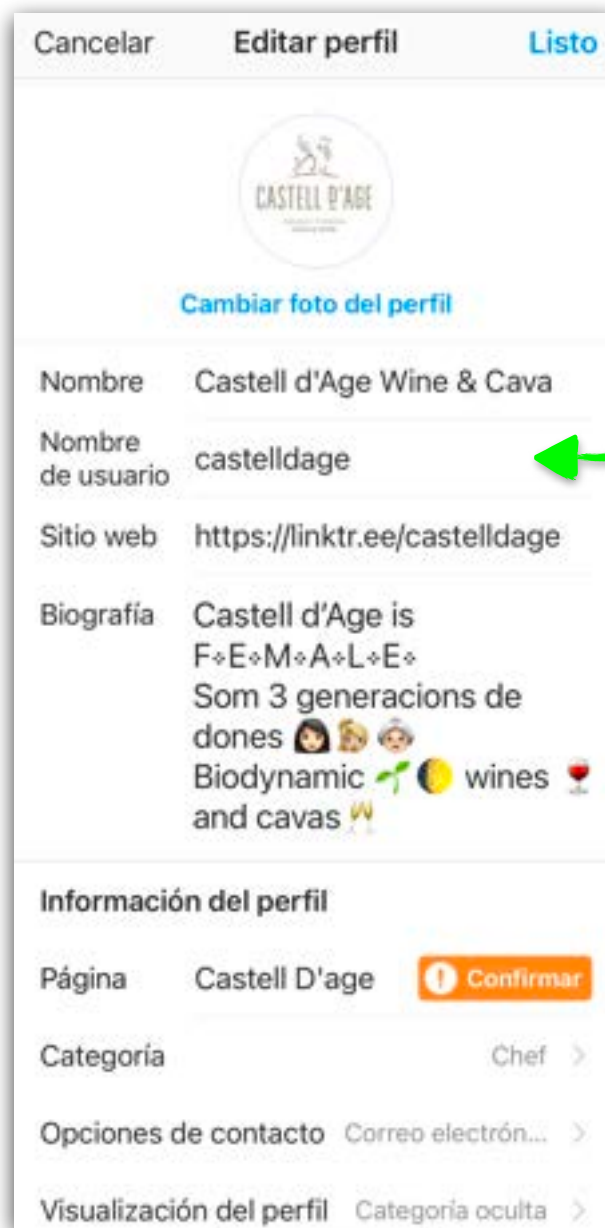 Cancelar Editar perfil Listo
CASTELL D'AGE
Cambiar foto del perfil
Nombre Castell d'Age Wine & Cava
Nombre
de usuario castelldage
Sitio web https://linktr.ee/castelldage
Biografía Castell d'Age is
F⟡E⟡M⟡A⟡L⟡E⟡
Som 3 generacions de
dones 👩🏻👱🏼‍♀️👵🏼
Biodynamic 🌱🌓 wines 🍷
and cavas 🥂
Información del perfil
Página Castell D'age ! Confirmar
Categoría Chef >
Opciones de contacto Correo electrón... >
Visualización del perfil Categoría oculta >